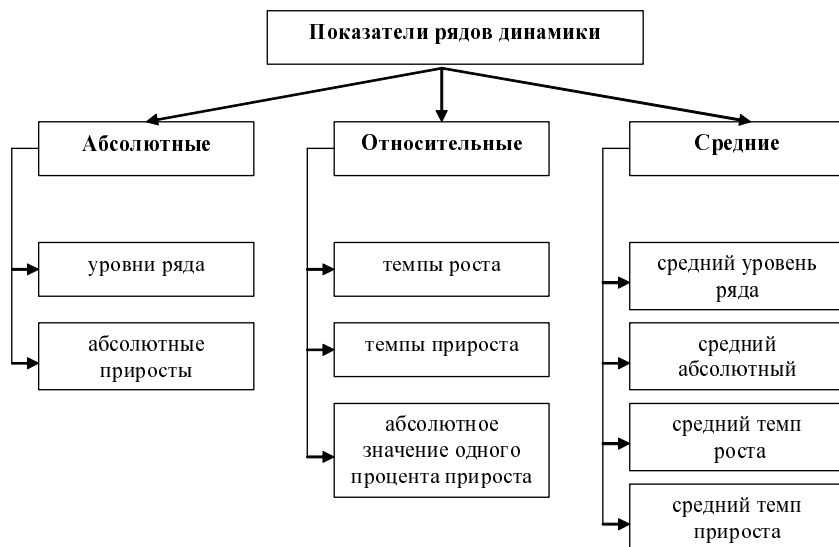 Показатели рядов динамики
Абсолютные
Относительные
Средние
уровни ряда
абсолютные
приросты
темпы роста
темпы прироста
абсолютное
значение одного
процента прироста
средний уровень
ряда
средний
абсолютный
средний темп
роста
средний темп
прироста